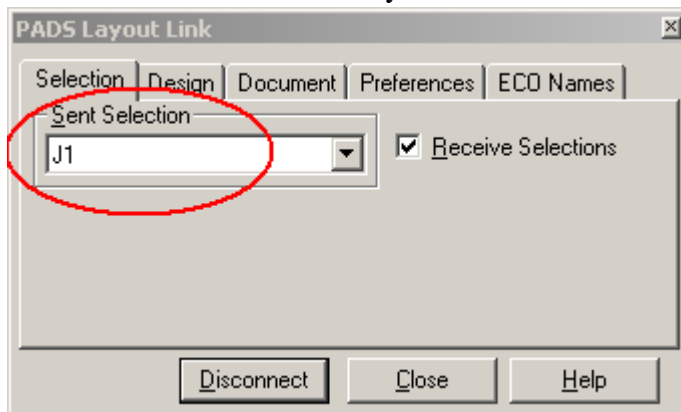 PADS Layout Link
Selection Design Document Preferences ECO Names
Sent Selection
J1
Receive Selections
Disconnect Close Help